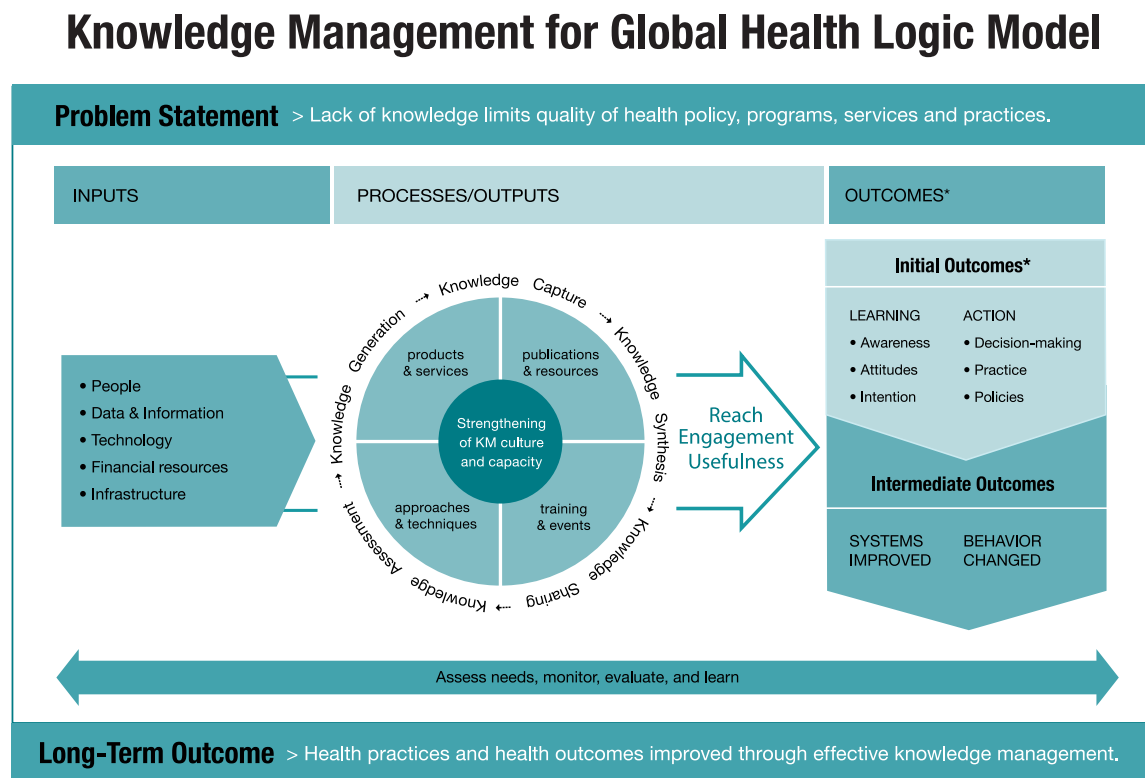 Knowledge Management for Global Health Logic Model
Problem Statement > Lack of knowledge limits quality of health policy, programs, services and practices.
INPUTS
PROCESSES/OUTPUTS
OUTCOMES*
• People
• Data & Information
• Technology
• Financial resources
• Infrastructure
Knowledge Generation
Knowledge Capture
Knowledge Synthesis
Knowledge Sharing
Knowledge Assessment
products
& services
publications
& resources
Strengthening
of KM culture
and capacity
approaches
& techniques
training
& events
Reach
Engagement
Usefulness
Initial Outcomes*
LEARNING
• Awareness
• Attitudes
• Intention
ACTION
• Decision-making
• Practice
• Policies
Intermediate Outcomes
SYSTEMS
IMPROVED
BEHAVIOR
CHANGED
Assess needs, monitor, evaluate, and learn
Long-Term Outcome > Health practices and health outcomes improved through effective knowledge management.